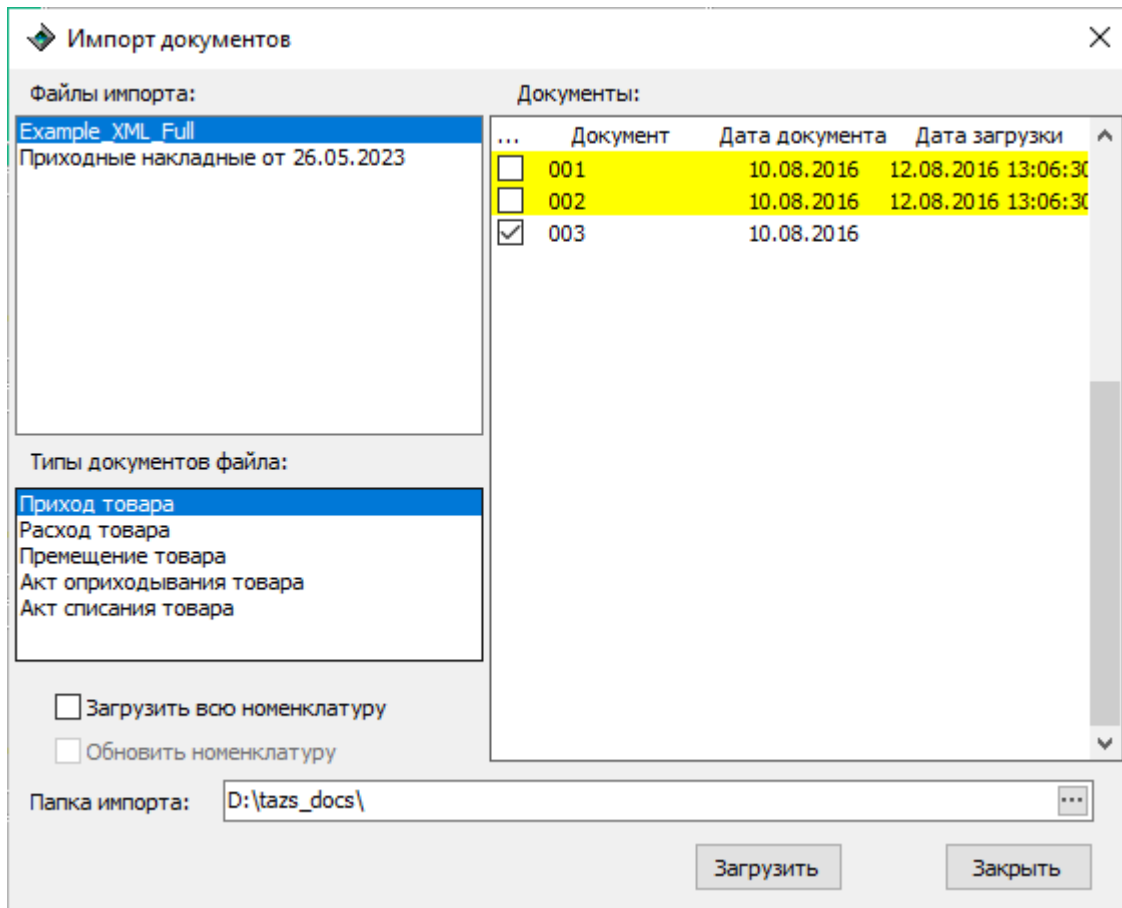 Импорт документов
Файлы импорта:
Example_XML_Full
Приходные накладные от 26.05.2023
Типы документов файла:
Приход товара
Расход товара
Премещение товара
Акт оприходывания товара
Акт списания товара
Загрузить всю номенклатуру
Обновить номенклатуру
Документы:
... Документ Дата документа Дата загрузки
001 10.08.2016 12.08.2016 13:06:30
002 10.08.2016 12.08.2016 13:06:30
003 10.08.2016
Папка импорта: D:\tazs_docs\ ...
Загрузить Закрыть